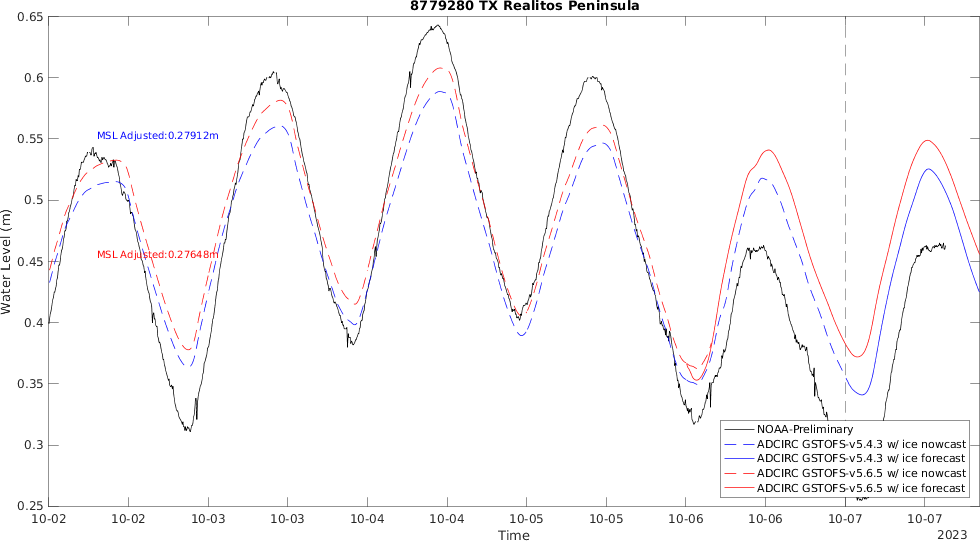 8779280 TX Realitos Peninsula
0.65
0.6
0.55
0.5
0.45
0.4
0.35
0.3
0.25
Water Level (m)
MSL Adjusted:0.27912m
MSL Adjusted:0.27648m
NOAA-Preliminary
ADCIRC GSTOFS-v5.4.3 w/ ice nowcast
ADCIRC GSTOFS-v5.4.3 w/ ice forecast
ADCIRC GSTOFS-v5.6.5 w/ ice nowcast
ADCIRC GSTOFS-v5.6.5 w/ ice forecast
10-02 10-02 10-03 10-03 10-04 10-04 10-05 10-05 10-06 10-06 10-07 10-07
Time
2023